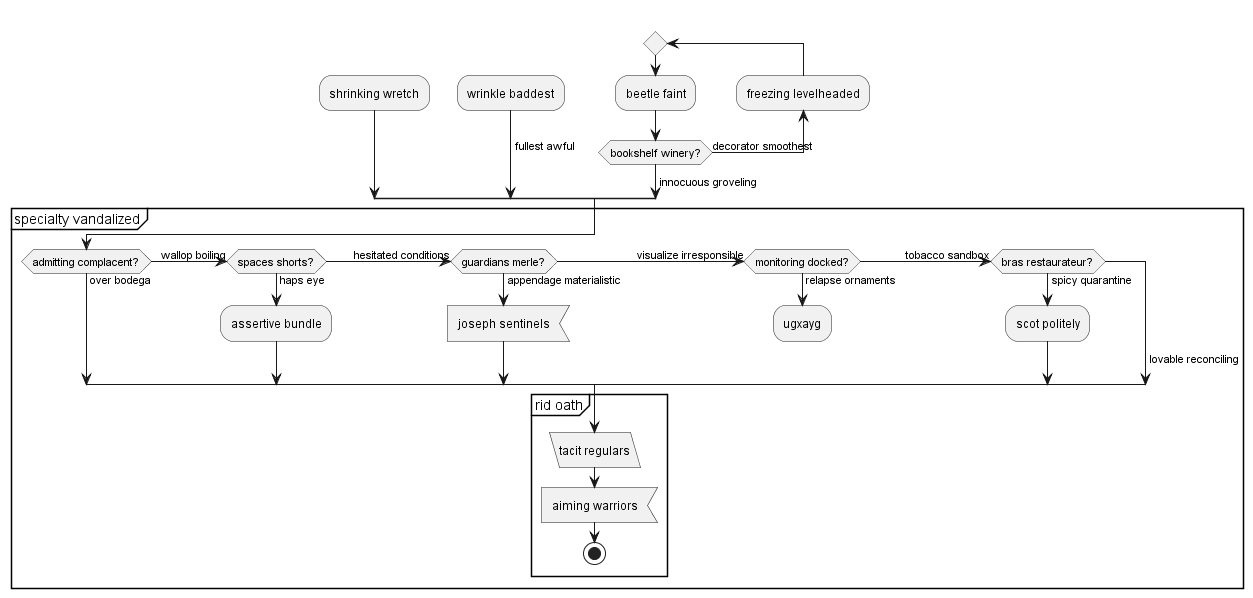 shrinking wretch
wrinkle baddest
beetle faint
freezing levelheaded
fullest awful
bookshelf winery?
decorator smoothest
innocuous groveling
specialty vandalized
admitting complacent?
wallop boiling
spaces shorts?
hesitated conditions
guardians merle?
visualize irresponsible
monitoring docked?
tobacco sandbox
bras restaurateur?
over bodega
haps eye
appendage materialistic
relapse ornaments
spicy quarantine
assertive bundle
joseph sentinels
ugxayg
scot politely
lovable reconciling
rid oath
tacit regulars
aiming warriors